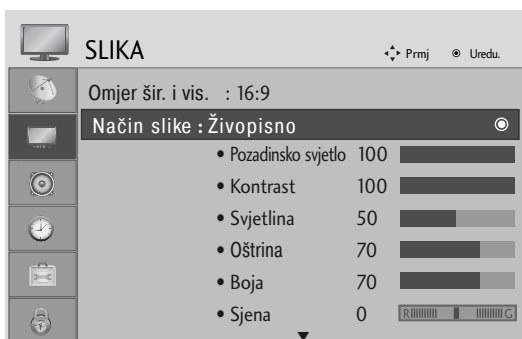 SLIKA Prmj Uredu.
Omjer šir. i vis. : 16:9
Način slike : Živopisno
• Pozadinsko svjetlo 100
• Kontrast 100
• Svjetlina 50
• Oštrina 70
• Boja 70
• Sjena 0 R G